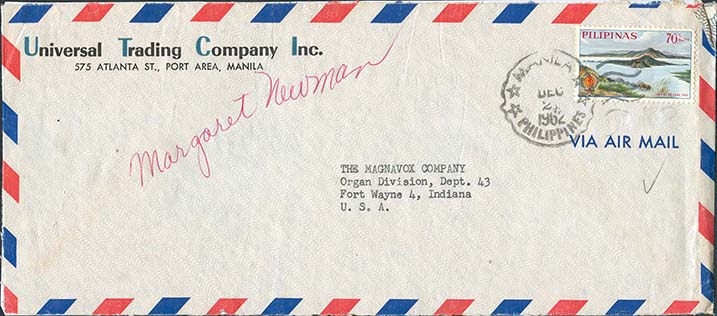 Universal Trading Company Inc.
575 ATLANTA ST., PORT AREA, MANILA
Margaret Newman
PILIPINAS 70s
MANILA
DEC
1962
PHILIPPINES
VIA AIR MAIL
THE MAGNAVOX COMPANY
Organ Division, Dept. 43
Fort Wayne 4, Indiana
U. S. A.